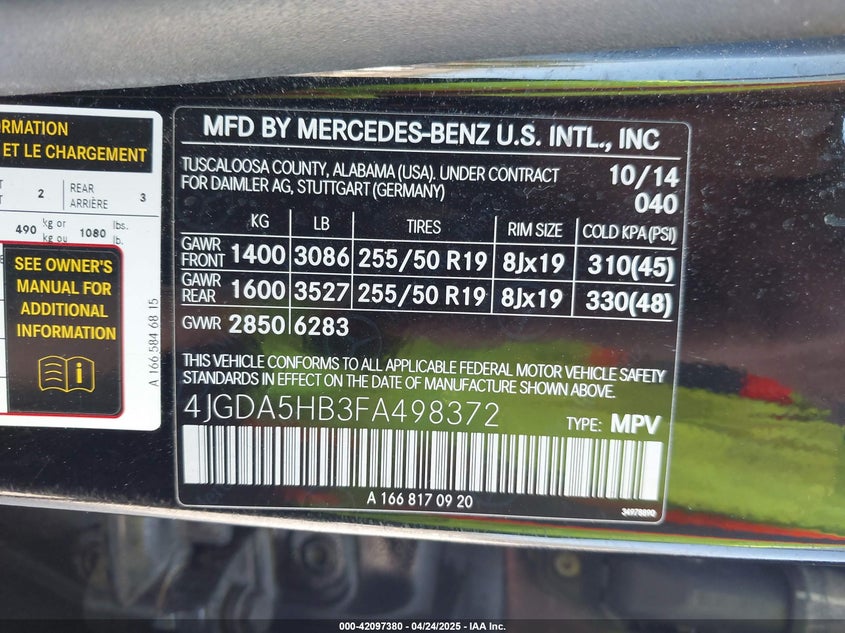 ORMATION
ET LE CHARGEMENT
2 REAR ARRIÈRE 3
490 kg or kg ou 1080 lbs. lb.
SEE OWNER'S
MANUAL FOR
ADDITIONAL
INFORMATION
A 166 584 68 15
MFD BY MERCEDES-BENZ U.S. INTL., INC
TUSCALOOSA COUNTY, ALABAMA (USA). UNDER CONTRACT
FOR DAIMLER AG, STUTTGART (GERMANY)
10/14
040
KG LB TIRES RIM SIZE COLD KPA(PSI)
GAWR FRONT 1400 3086 255/50 R19 8Jx19 310(45)
GAWR REAR 1600 3527 255/50 R19 8Jx19 330(48)
GVWR 2850 6283
THIS VEHICLE CONFORMS TO ALL APPLICABLE FEDERAL MOTOR VEHICLE SAFETY
STANDARDS IN EFFECT ON THE DATE OF MANUFACTURE SHOWN ABOVE.
4JGDA5HB3FA498372 TYPE: MPV
A 166 817 09 20
34978890
000-42097380 - 04/24/2025 - IAA Inc.